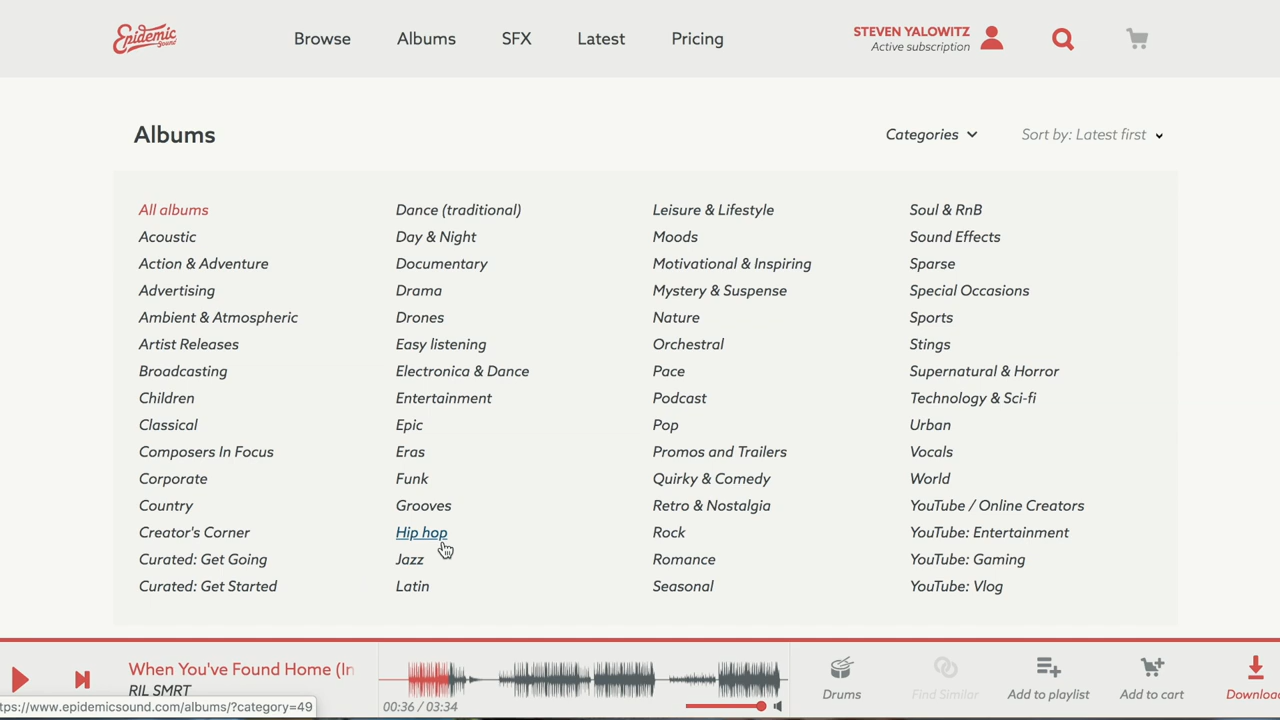 Epidemic Sound
Browse
Albums
SFX
Latest
Pricing
STEVEN YALOWITZ
Active subscription
Albums
Categories
Sort by: Latest first
All albums
Acoustic
Action & Adventure
Advertising
Ambient & Atmospheric
Artist Releases
Broadcasting
Children
Classical
Composers In Focus
Corporate
Country
Creator's Corner
Curated: Get Going
Curated: Get Started
Dance (traditional)
Day & Night
Documentary
Drama
Drones
Easy listening
Electronica & Dance
Entertainment
Epic
Eras
Funk
Grooves
Hip hop
Jazz
Latin
Leisure & Lifestyle
Moods
Motivational & Inspiring
Mystery & Suspense
Nature
Orchestral
Pace
Podcast
Pop
Promos and Trailers
Quirky & Comedy
Retro & Nostalgia
Rock
Romance
Seasonal
Soul & RnB
Sound Effects
Sparse
Special Occasions
Sports
Stings
Supernatural & Horror
Technology & Sci-fi
Urban
Vocals
World
YouTube / Online Creators
YouTube: Entertainment
YouTube: Gaming
YouTube: Vlog
When You've Found Home (In
RIL SMRT
00:36 / 03:34
Drums
Find Similar
Add to playlist
Add to cart
Downloa
tps://www.epidemicsound.com/albums/?category=49